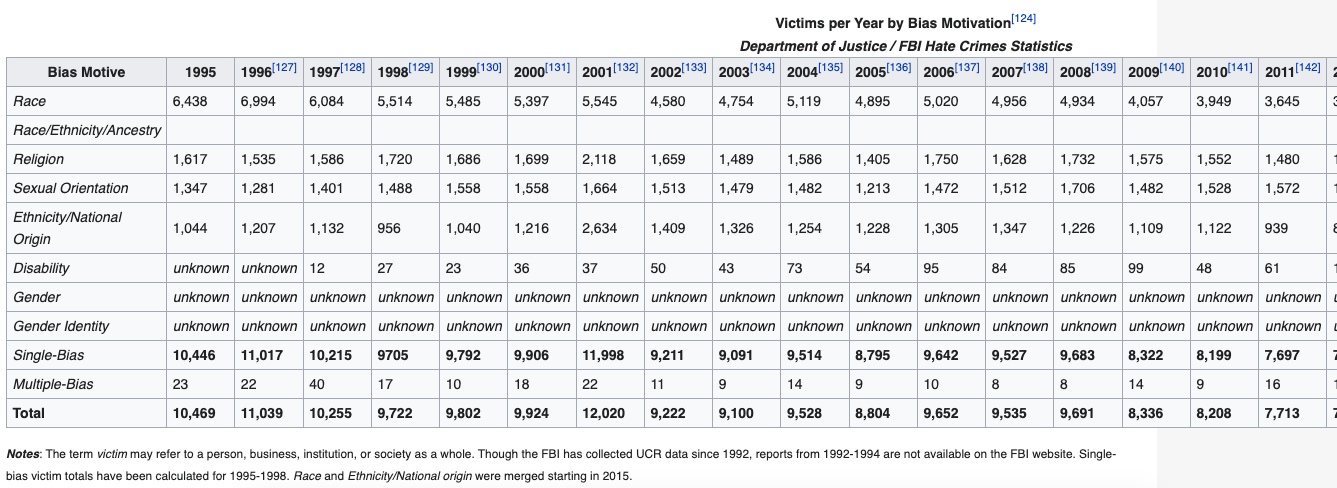 Victims per Year by Bias Motivation[124]
Department of Justice / FBI Hate Crimes Statistics
Bias Motive 1995 1996[127] 1997[128] 1998[129] 1999[130] 2000[131] 2001[132] 2002[133] 2003[134] 2004[135] 2005[136] 2006[137] 2007[138] 2008[139] 2009[140] 2010[141] 2011[142]
Race 6,438 6,994 6,084 5,514 5,485 5,397 5,545 4,580 4,754 5,119 4,895 5,020 4,956 4,934 4,057 3,949 3,645
Race/Ethnicity/Ancestry
Religion 1,617 1,535 1,586 1,720 1,686 1,699 2,118 1,659 1,489 1,586 1,405 1,750 1,628 1,732 1,575 1,552 1,480
Sexual Orientation 1,347 1,281 1,401 1,488 1,558 1,558 1,664 1,513 1,479 1,482 1,213 1,472 1,512 1,706 1,482 1,528 1,572
Ethnicity/National
Origin 1,044 1,207 1,132 956 1,040 1,216 2,634 1,409 1,326 1,254 1,228 1,305 1,347 1,226 1,109 1,122 939
Disability unknown unknown 12 27 23 36 37 50 43 73 54 95 84 85 99 48 61
Gender unknown unknown unknown unknown unknown unknown unknown unknown unknown unknown unknown unknown unknown unknown unknown unknown unknown
Gender Identity unknown unknown unknown unknown unknown unknown unknown unknown unknown unknown unknown unknown unknown unknown unknown unknown unknown
Single-Bias 10,446 11,017 10,215 9705 9,792 9,906 11,998 9,211 9,091 9,514 8,795 9,642 9,527 9,683 8,322 8,199 7,697
Multiple-Bias 23 22 40 17 10 18 22 11 9 14 9 10 8 8 14 9 16
Total 10,469 11,039 10,255 9,722 9,802 9,924 12,020 9,222 9,100 9,528 8,804 9,652 9,535 9,691 8,336 8,208 7,713
Notes: The term victim may refer to a person, business, institution, or society as a whole. Though the FBI has collected UCR data since 1992, reports from 1992-1994 are not available on the FBI website. Single-
bias victim totals have been calculated for 1995-1998. Race and Ethnicity/National origin were merged starting in 2015.